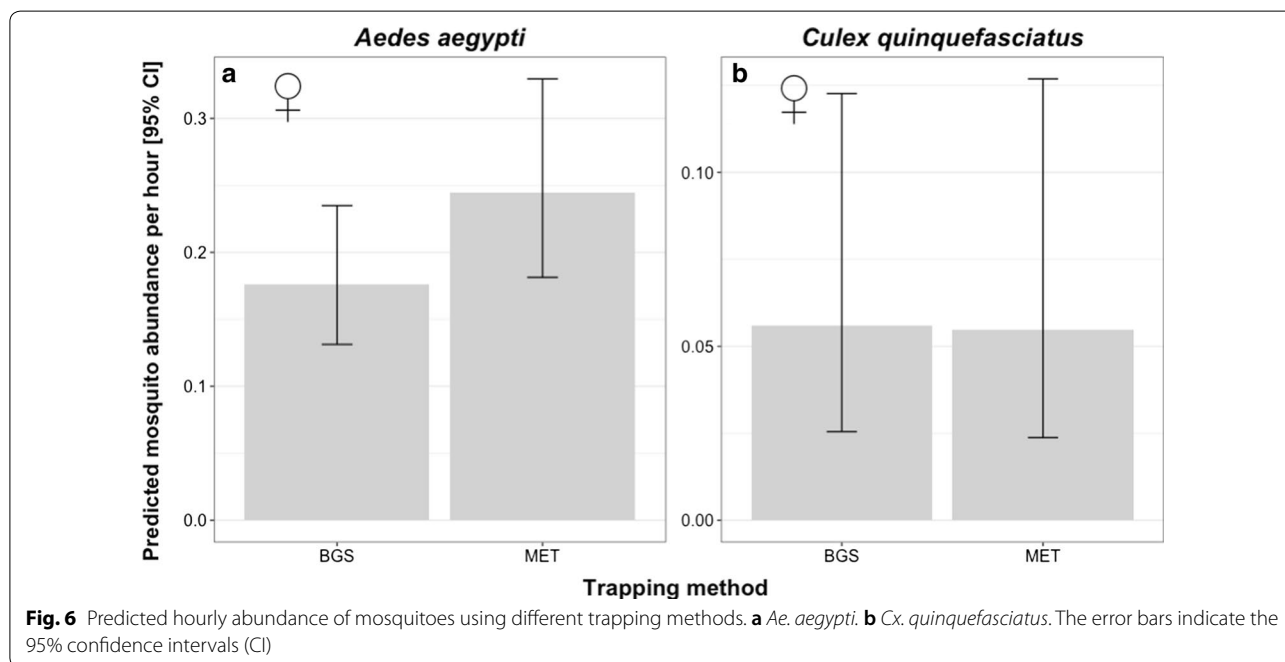 Aedes aegypti
Culex quinquefasciatus
a
♀
b
♀
Predicted mosquito abundance per hour [95% CI]
0.3
0.2
0.1
0.0
0.10
0.05
0.00
BGS
MET
BGS
MET
Trapping method
Fig. 6 Predicted hourly abundance of mosquitoes using different trapping methods. a Ae. aegypti. b Cx. quinquefasciatus. The error bars indicate the
95% confidence intervals (CI)